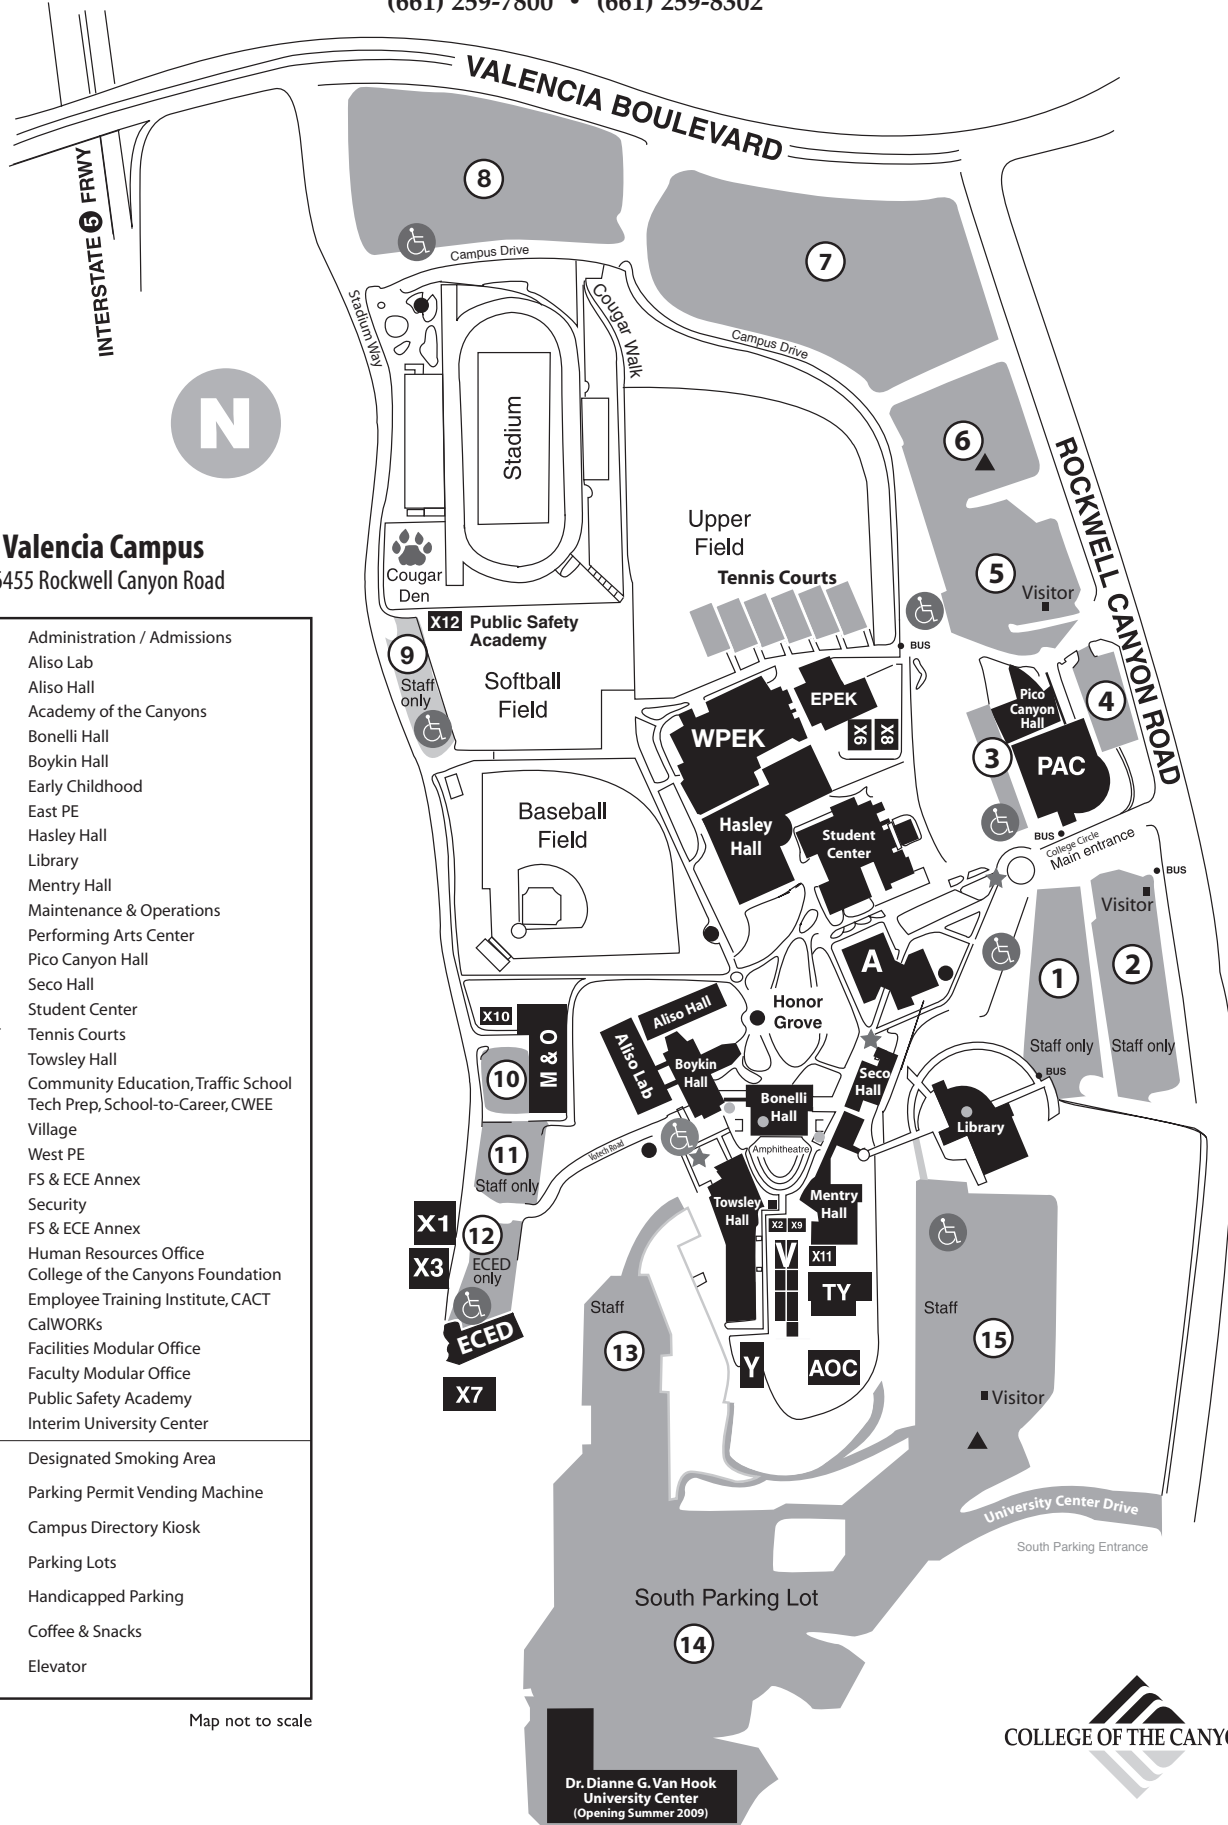 (661) 259-7800 • (661) 259-8302
VALENCIA BOULEVARD
INTERSTATE 5 FRWY
8
Campus Drive
7
Stadium Way
Cougar Walk
Campus Drive
N
Stadium
6
ROCKWELL CANYON ROAD
Upper
Field
Valencia Campus
Rockwell Canyon Road
Cougar
Den
Tennis Courts
5
Visitor
X12 Public Safety
Academy
BUS
9
Staff
only
Softball
Field
EPEK
WPEK
X6
X8
Pico
Canyon
Hall
4
3
PAC
Baseball
Field
Hasley
Hall
Student
Center
BUS
College Circle
Main entrance
BUS
Visitor
A
1
2
Staff only
Staff only
Honor
Grove
X10
M & O
Aliso Hall
Aliso Lab
Boykin
Hall
Seco
Hall
BUS
10
Bonelli
Hall
Library
11
Staff only
Votech Road
Amphitheatre
X1
12
X3
ECED
only
Towsley
Hall
Mentry
Hall
X2
X9
V
X11
TY
ECED
Staff
13
Staff
15
Y
AOC
X7
Visitor
University Center Drive
South Parking Entrance
South Parking Lot
14
Dr. Dianne G. Van Hook
University Center
(Opening Summer 2009)
Administration / Admissions
Aliso Lab
Aliso Hall
Academy of the Canyons
Bonelli Hall
Boykin Hall
Early Childhood
East PE
Hasley Hall
Library
Mentry Hall
Maintenance & Operations
Performing Arts Center
Pico Canyon Hall
Seco Hall
Student Center
Tennis Courts
Towsley Hall
Community Education, Traffic School
Tech Prep, School-to-Career, CWEE
Village
West PE
FS & ECE Annex
Security
FS & ECE Annex
Human Resources Office
College of the Canyons Foundation
Employee Training Institute, CACT
CalWORKs
Facilities Modular Office
Faculty Modular Office
Public Safety Academy
Interim University Center
Designated Smoking Area
Parking Permit Vending Machine
Campus Directory Kiosk
Parking Lots
Handicapped Parking
Coffee & Snacks
Elevator
Map not to scale
COLLEGE OF THE